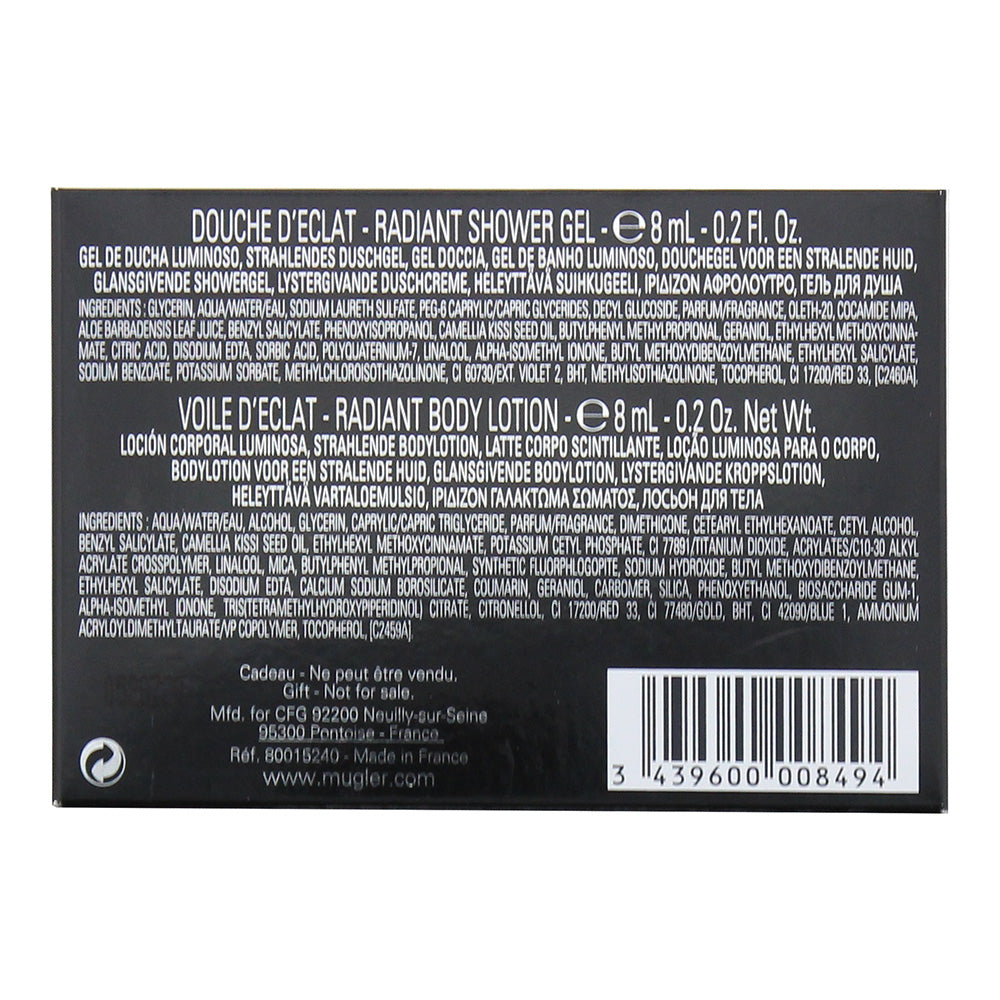 DOUCHE D'ECLAT - RADIANT SHOWER GEL - ℮ 8 mL - 0.2 Fl. Oz.
GEL DE DUCHA LUMINOSO, STRAHLENDES DUSCHGEL, GEL DOCCIA, GEL DE BANHO LUMINOSO, DOUCHEGEL VOOR EEN STRALENDE HUID,
GLANSGIVENDE SHOWERGEL, LYSTERGIVANDE DUSCHCREME, HELEYTTÄVÄ SUIHKUGEELI, ΙΡΙΔΙΖΟΝ ΑΦΡΟΛΟΥΤΡΟ, ГЕЛЬ ДЛЯ ДУША
INGREDIENTS : GLYCERIN, AQUA/WATER/EAU, SODIUM LAURETH SULFATE, PEG-6 CAPRYLIC/CAPRIC GLYCERIDES, DECYL GLUCOSIDE, PARFUM/FRAGRANCE, OLETH-20, COCAMIDE MIPA,
ALOE BARBADENSIS LEAF JUICE, BENZYL SALICYLATE, PHENOXYISOPROPANOL, CAMELLIA KISSI SEED OIL, BUTYLPHENYL METHYLPROPIONAL, GERANIOL, ETHYLHEXYL METHOXYCINNA-
MATE, CITRIC ACID, DISODIUM EDTA, SORBIC ACID, POLYQUATERNIUM-7, LINALOOL, ALPHA-ISOMETHYL IONONE, BUTYL METHOXYDIBENZOYLMETHANE, ETHYLHEXYL SALICYLATE,
SODIUM BENZOATE, POTASSIUM SORBATE, METHYLCHLOROISOTHIAZOLINONE, CI 60730/EXT. VIOLET 2, BHT, METHYLISOTHIAZOLINONE, TOCOPHEROL, CI 17200/RED 33, [C2460A].
VOILE D'ECLAT - RADIANT BODY LOTION - ℮ 8 mL - 0.2 Oz. Net Wt.
LOCIÓN CORPORAL LUMINOSA, STRAHLENDE BODYLOTION, LATTE CORPO SCINTILLANTE, LOÇÃO LUMINOSA PARA O CORPO,
BODYLOTION VOOR EEN STRALENDE HUID, GLANSGIVENDE BODYLOTION, LYSTERGIVANDE KROPPSLOTION,
HELEYTTÄVÄ VARTALOEMULSIO, ΙΡΙΔΙΖΟΝ ΓΑΛΑΚΤΩΜΑ ΣΩΜΑΤΟΣ, ЛОСЬОН ДЛЯ ТЕЛА
INGREDIENTS : AQUA/WATER/EAU, ALCOHOL, GLYCERIN, CAPRYLIC/CAPRIC TRIGLYCERIDE, PARFUM/FRAGRANCE, DIMETHICONE, CETEARYL ETHYLHEXANOATE, CETYL ALCOHOL,
BENZYL SALICYLATE, CAMELLIA KISSI SEED OIL, ETHYLHEXYL METHOXYCINNAMATE, POTASSIUM CETYL PHOSPHATE, CI 77891/TITANIUM DIOXIDE, ACRYLATES/C10-30 ALKYL
ACRYLATE CROSSPOLYMER, LINALOOL, MICA, BUTYLPHENYL METHYLPROPIONAL, SYNTHETIC FLUORPHLOGOPITE, SODIUM HYDROXIDE, BUTYL METHOXYDIBENZOYLMETHANE,
ETHYLHEXYL SALICYLATE, DISODIUM EDTA, CALCIUM SODIUM BOROSILICATE, COUMARIN, GERANIOL, CARBOMER, SILICA, PHENOXYETHANOL, BIOSACCHARIDE GUM-1,
ALPHA-ISOMETHYL IONONE, TRIS(TETRAMETHYLHYDROXYPIPERIDINOL) CITRATE, CITRONELLOL, CI 17200/RED 33, CI 77480/GOLD, BHT, CI 42090/BLUE 1, AMMONIUM
ACRYLOYLDIMETHYLTAURATE/VP COPOLYMER, TOCOPHEROL, [C2459A].
Cadeau - Ne peut être vendu.
Gift - Not for sale.
Mfd. for CFG 92200 Neuilly-sur-Seine
95300 Pontoise - France
Réf. 80015240 - Made in France
www.mugler.com
3 439600 008494